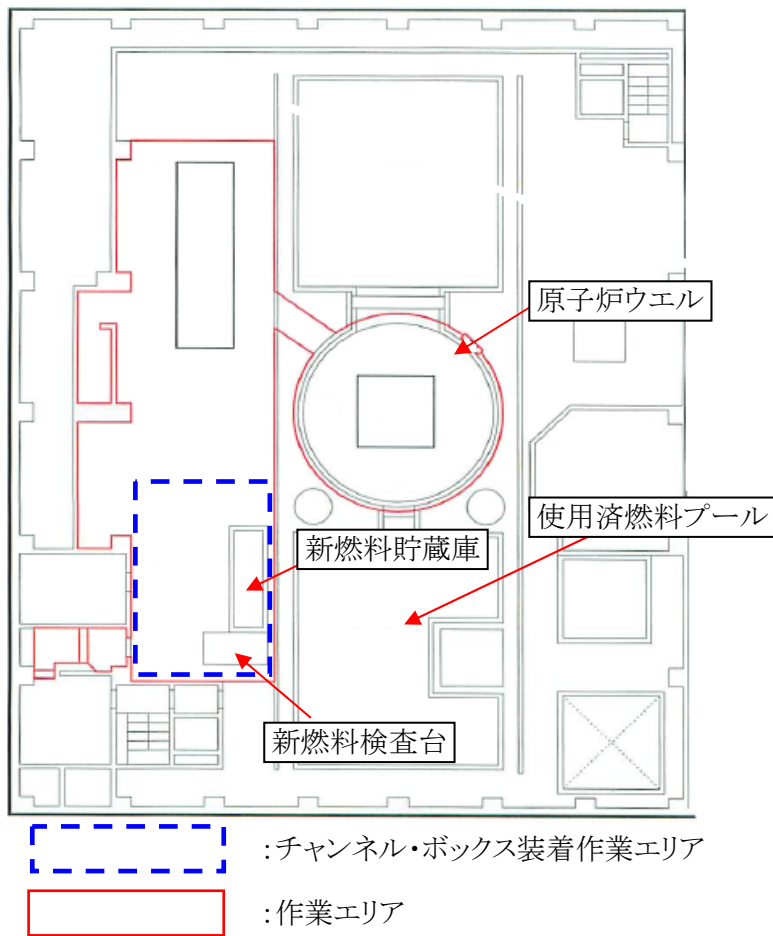 原子炉ウエル
使用済燃料プール
新燃料貯蔵庫
新燃料検査台
:チャンネル・ボックス装着作業エリア
:作業エリア